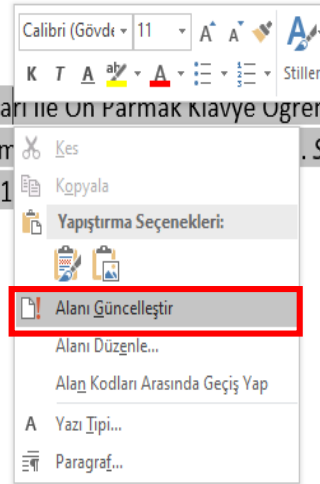 Calibri (Gövde 11
K T A
Stiller
arı ile On Parmak Klavye Öğren
Kes
Kopyala
Yapıştırma Seçenekleri:
Alanı Güncelleştir
Alanı Düzenle...
Alan Kodları Arasında Geçiş Yap
A Yazı Tipi...
Paragraf...